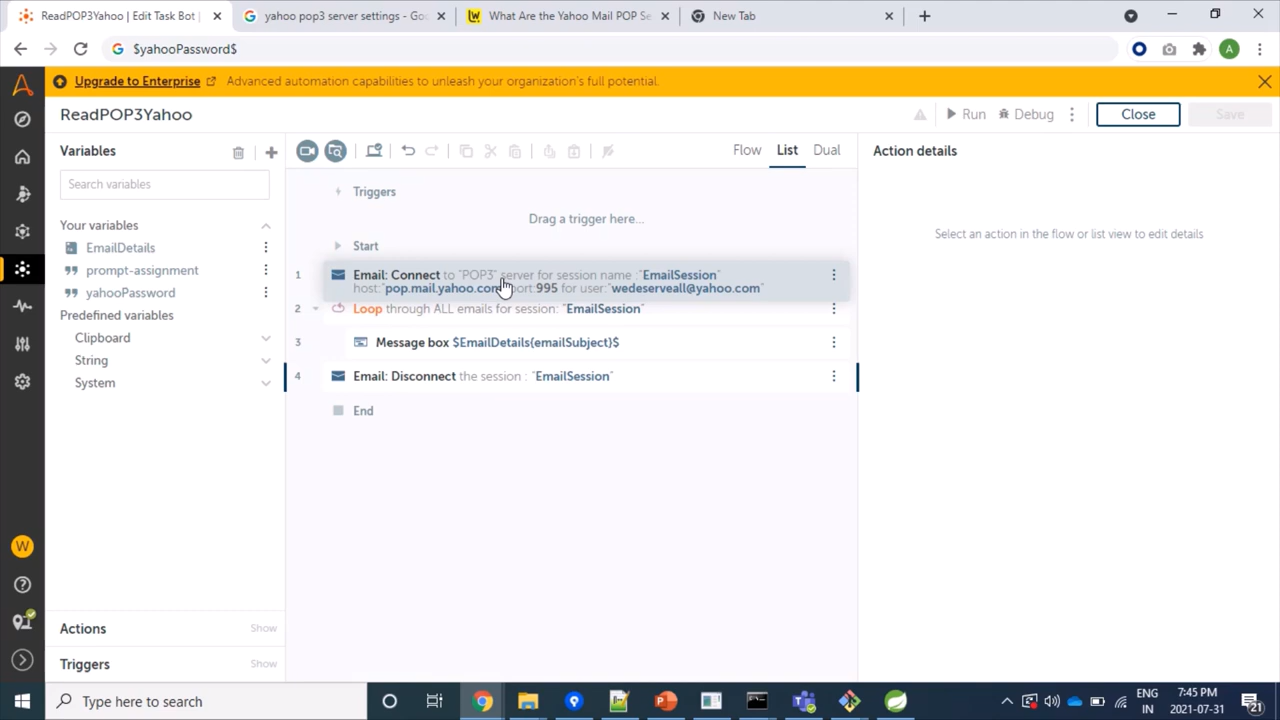 ReadPOP3Yahoo | Edit Task Bot
yahoo pop3 server settings - Goo
What Are the Yahoo Mail POP Se
New Tab
$yahooPassword$
A
Upgrade to Enterprise
Advanced automation capabilities to unleash your organization's full potential.
ReadPOP3Yahoo
Run
Debug
Close
Save
Variables
Flow
List
Dual
Action details
Search variables
Triggers
Drag a trigger here...
Select an action in the flow or list view to edit details
Your variables
EmailDetails
prompt-assignment
yahooPassword
Predefined variables
Clipboard
String
System
Start
1
Email: Connect to "POP3" server for session name :"EmailSession"
host:"pop.mail.yahoo.com port:995 for user:"wedeserveall@yahoo.com"
2
Loop through ALL emails for session: "EmailSession"
3
Message box $EmailDetails{emailSubject}$
4
Email: Disconnect the session : "EmailSession"
End
W
Actions
Show
Triggers
Show
Type here to search
ENG
IN
7:45 PM
2021-07-31
21